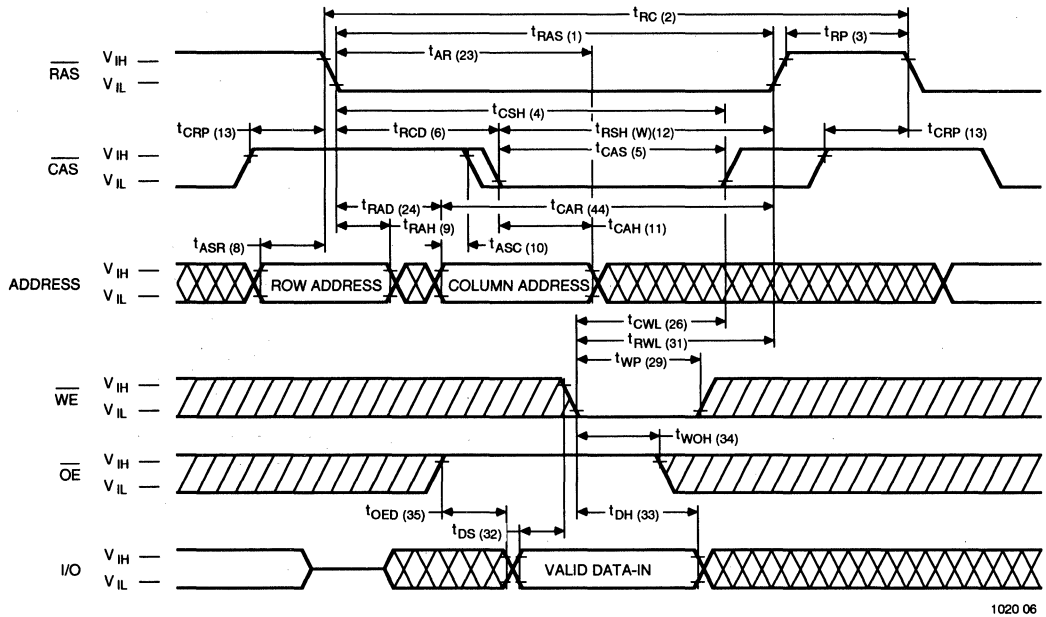 tRC (2)
tRAS (1)
tRP (3)
tAR (23)
RAS
VIH
VIL
tCSH (4)
tCRP (13)
tRCD (6)
tRSH (W)(12)
tCRP (13)
tCAS (5)
CAS
VIH
VIL
tRAD (24)
tCAR (44)
tRAH (9)
tCAH (11)
tASR (8)
tASC (10)
ADDRESS
VIH
VIL
ROW ADDRESS
COLUMN ADDRESS
tCWL (26)
tRWL (31)
tWP (29)
WE
VIH
VIL
tWOH (34)
OE
VIH
VIL
tOED (35)
tDH (33)
tDS (32)
I/O
VIH
VIL
VALID DATA-IN
1020 06